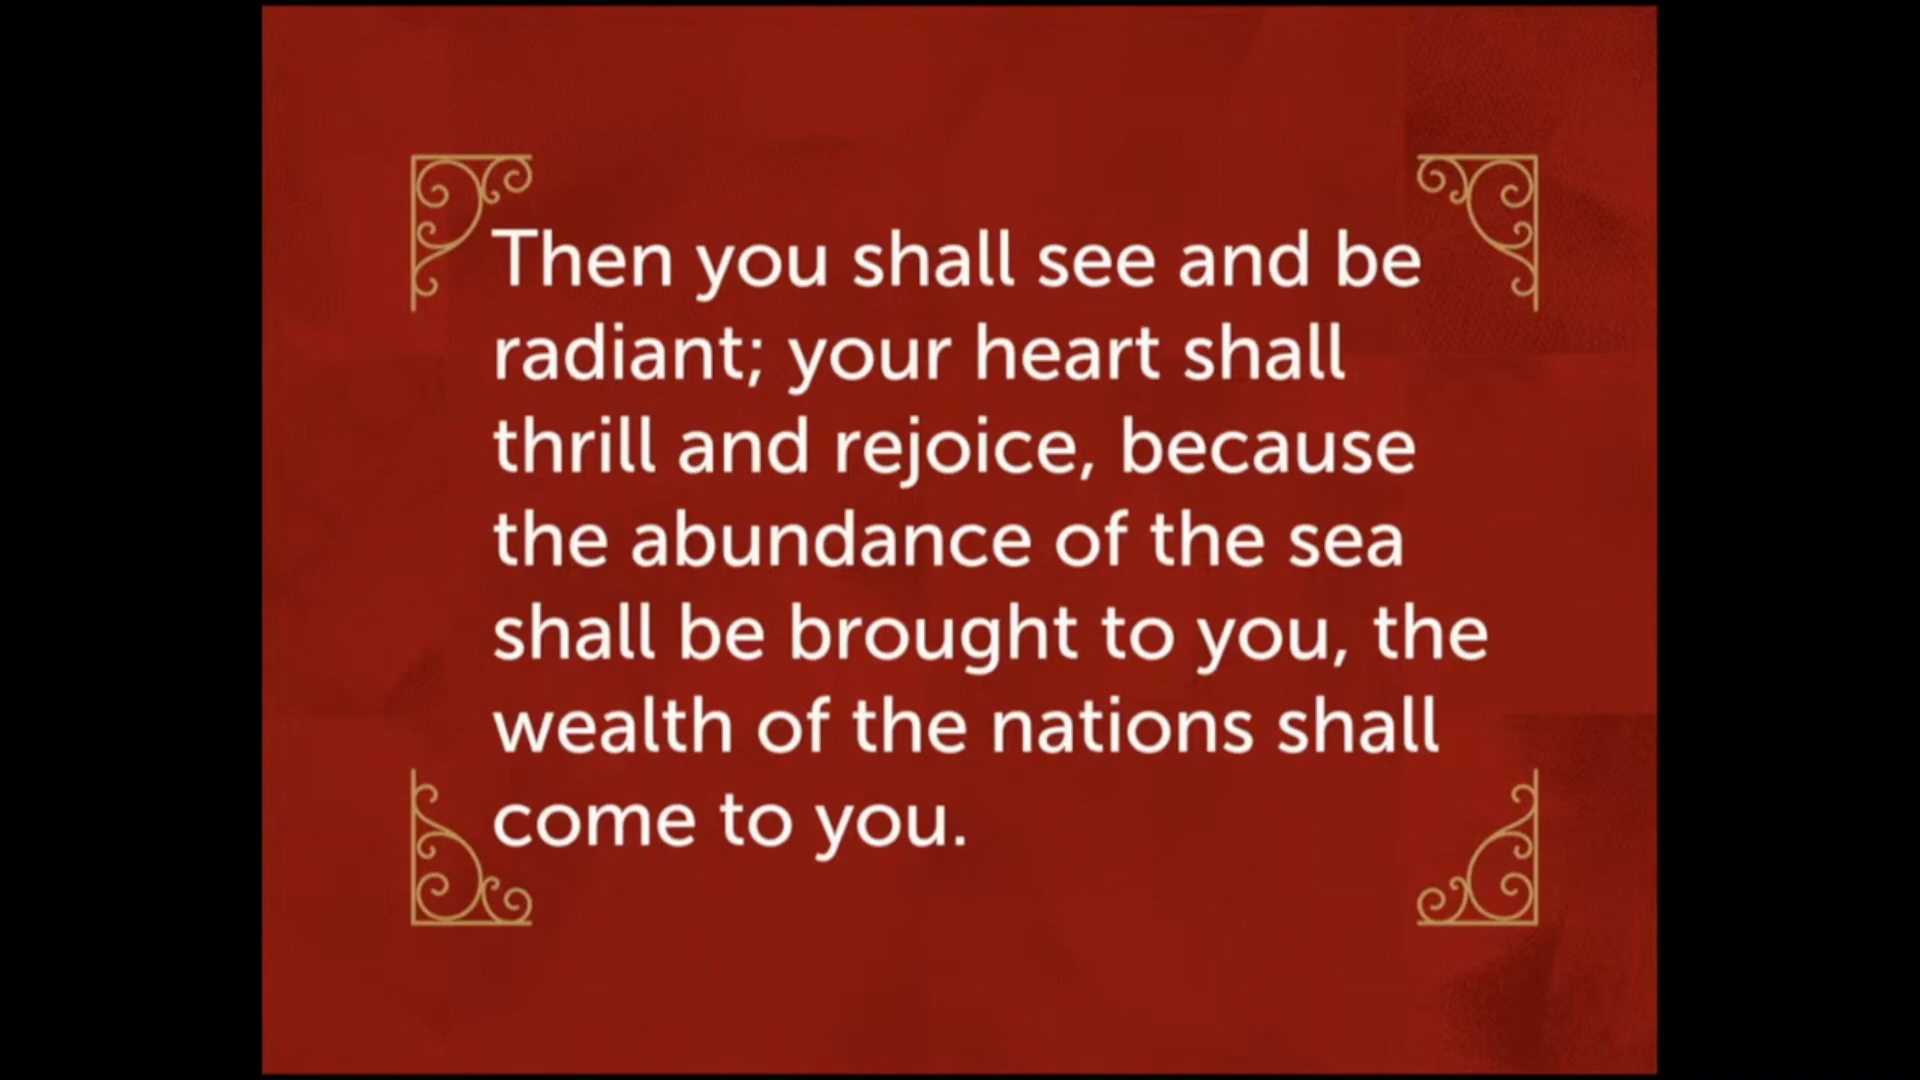 Then you shall see and be
radiant; your heart shall
thrill and rejoice, because
the abundance of the sea
shall be brought to you, the
wealth of the nations shall
come to you.